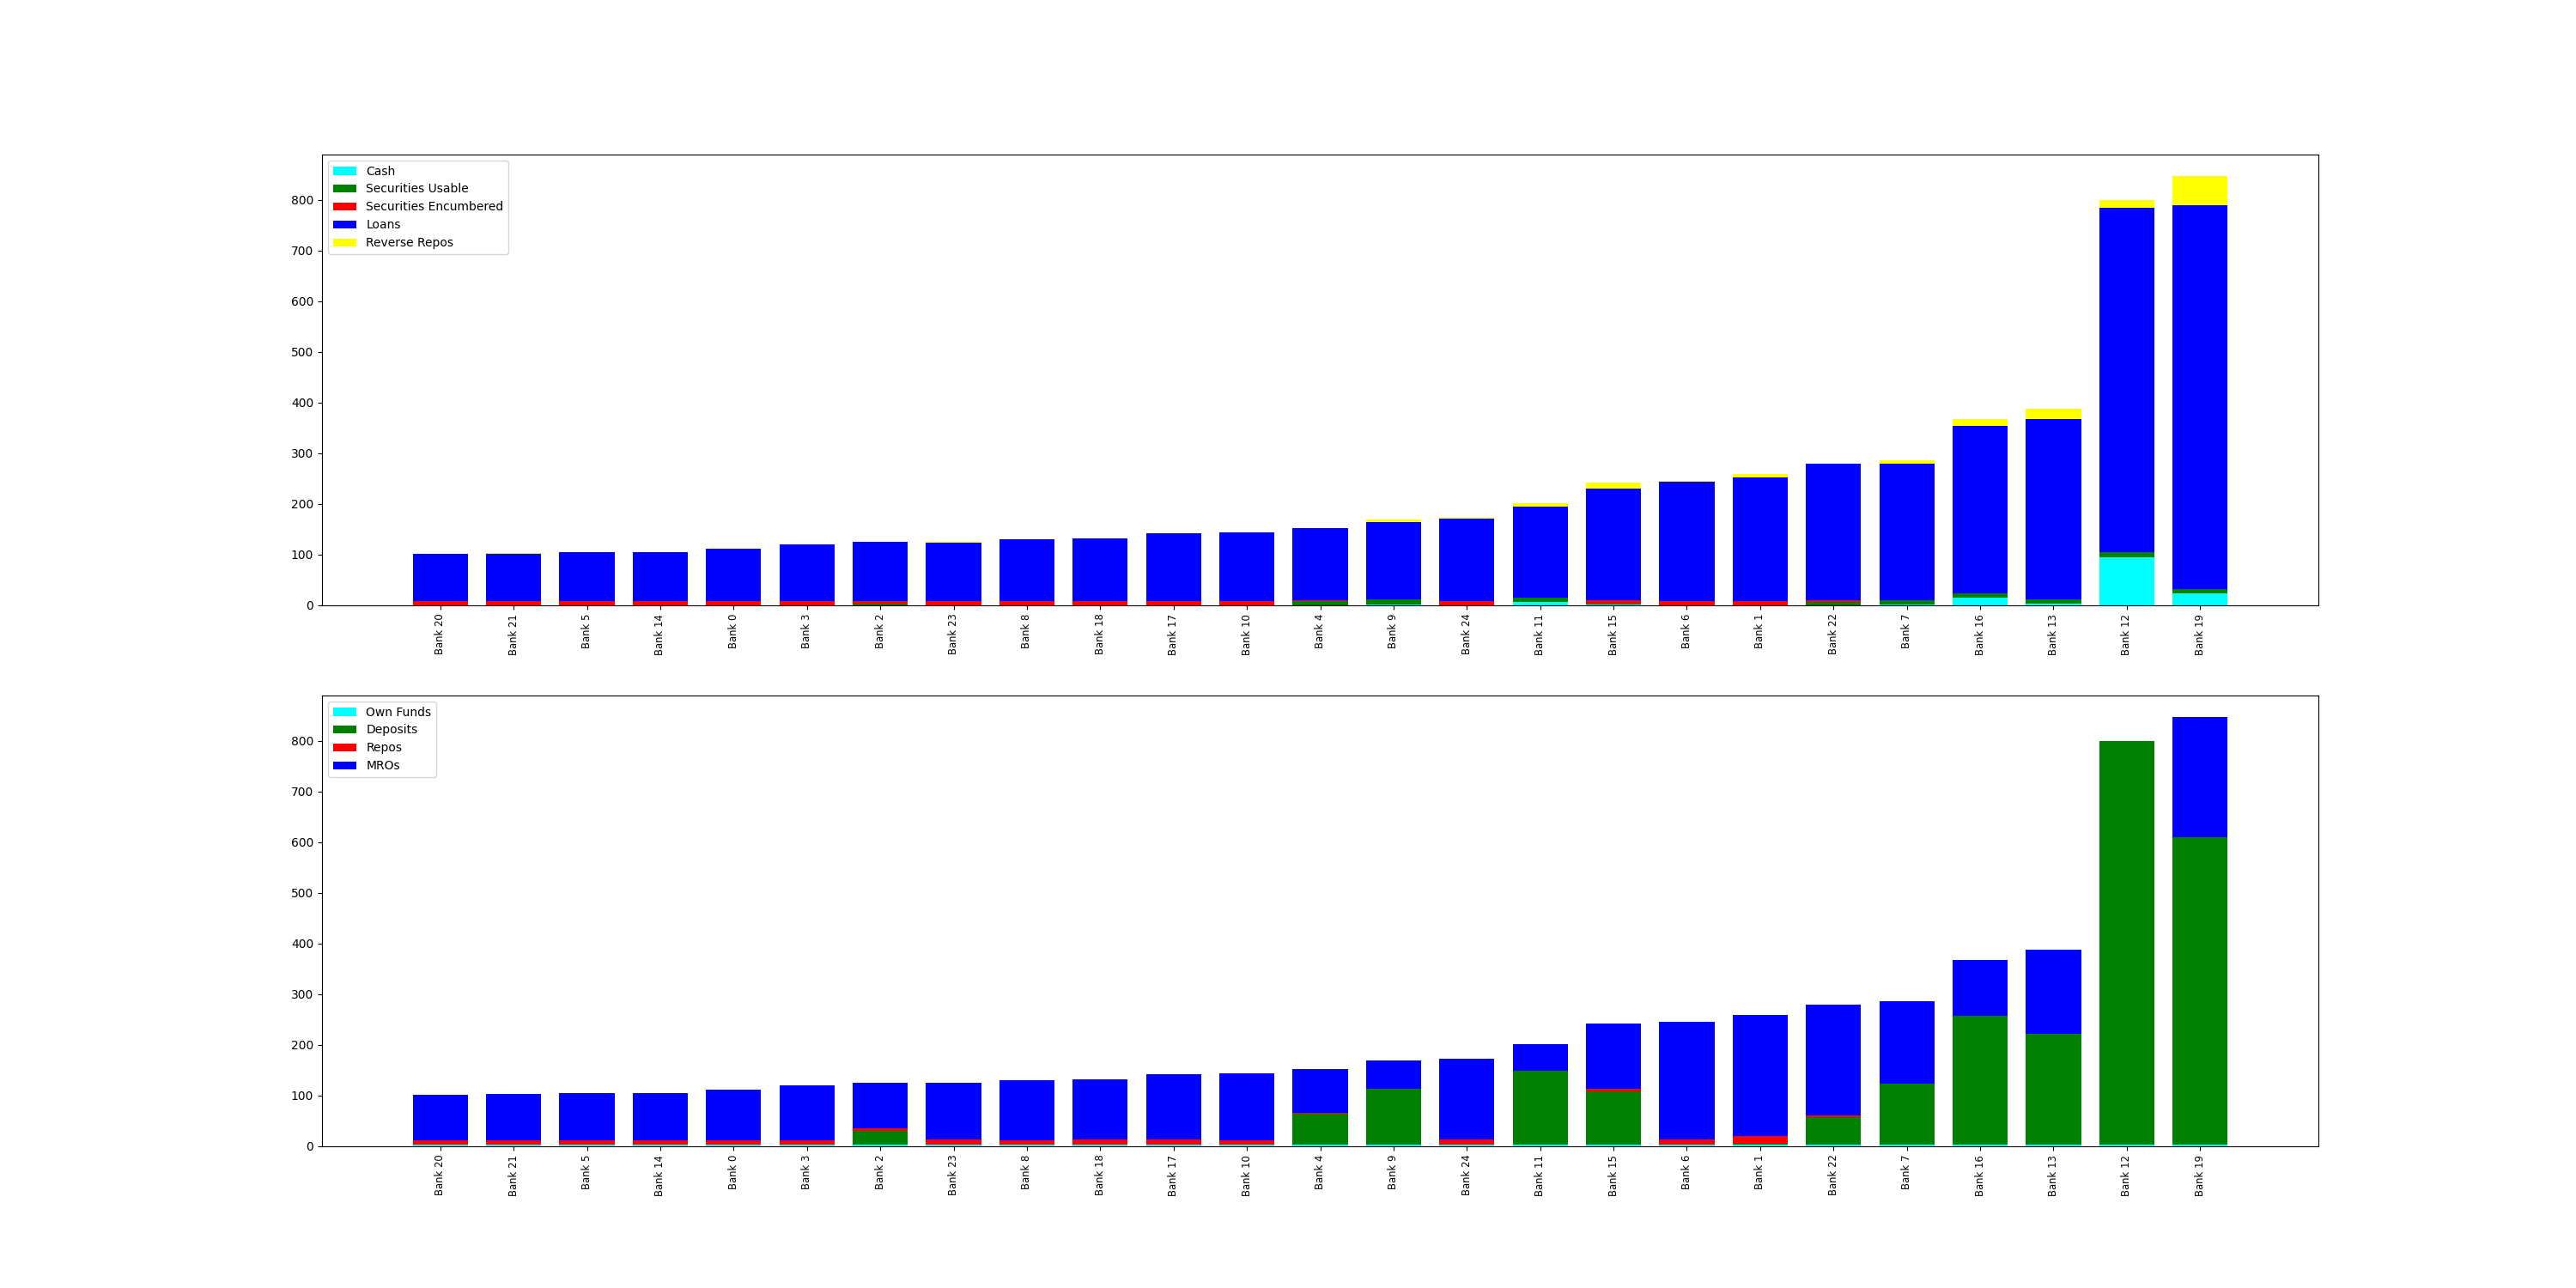 Cash
Securities Usable
Securities Encumbered
Loans
Reverse Repos
800
700
600
500
400
300
200
100
0
Bank 20
Bank 21
Bank 5
Bank 14
Bank 0
Bank 3
Bank 2
Bank 23
Bank 8
Bank 18
Bank 17
Bank 10
Bank 4
Bank 9
Bank 24
Bank 11
Bank 15
Bank 6
Bank 1
Bank 22
Bank 7
Bank 16
Bank 13
Bank 12
Bank 19
Own Funds
Deposits
Repos
MROs
800
700
600
500
400
300
200
100
0
Bank 20
Bank 21
Bank 5
Bank 14
Bank 0
Bank 3
Bank 2
Bank 23
Bank 8
Bank 18
Bank 17
Bank 10
Bank 4
Bank 9
Bank 24
Bank 11
Bank 15
Bank 6
Bank 1
Bank 22
Bank 7
Bank 16
Bank 13
Bank 12
Bank 19